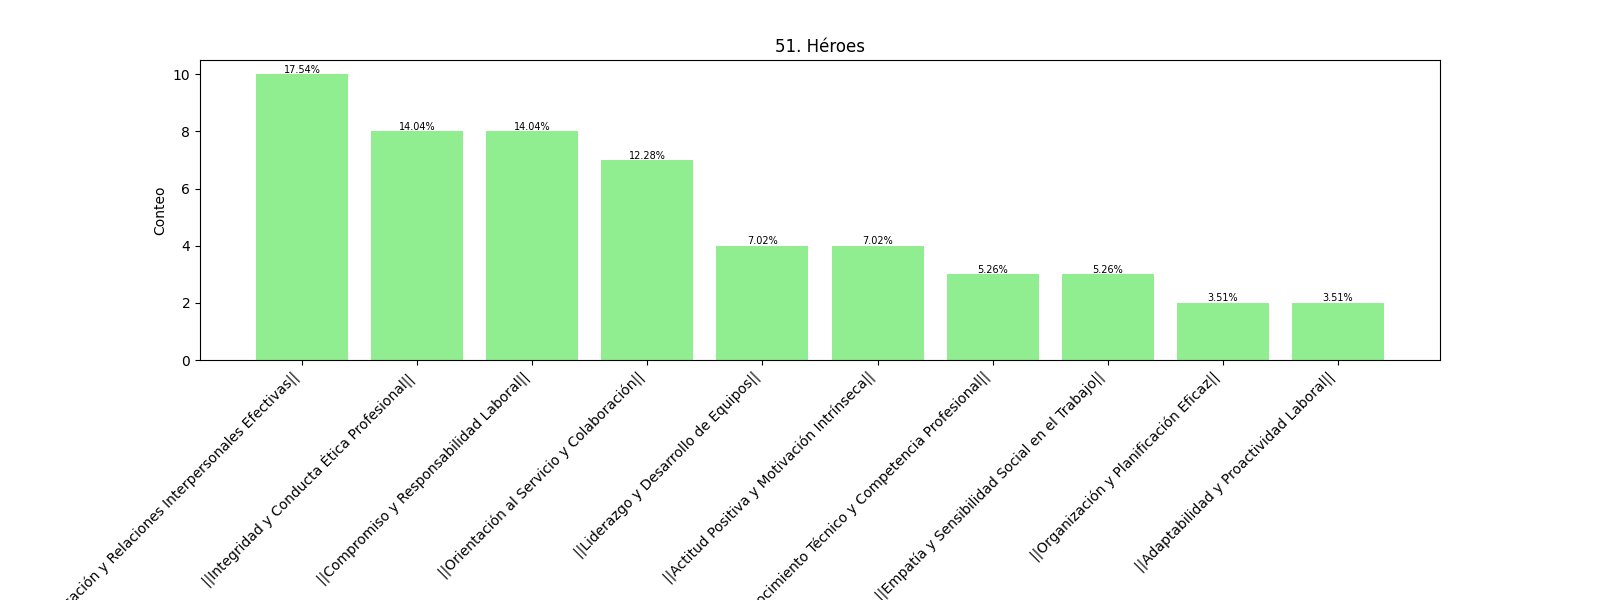 51. Héroes
Conteo
10
8
6
4
2
0
17.54%
14.04%
14.04%
12.28%
7.02%
7.02%
5.26%
5.26%
3.51%
3.51%
y Relaciones Interpersonales Efectivas||
||Integridad y Conducta Ética Profesional||
||Compromiso y Responsabilidad Laboral||
||Orientación al Servicio y Colaboración||
||Liderazgo y Desarrollo de Equipos||
||Actitud Positiva y Motivación Intrínseca||
Técnico y Competencia Profesional||
||Empatía y Sensibilidad Social en el Trabajo||
||Organización y Planificación Eficaz||
||Adaptabilidad y Proactividad Laboral||